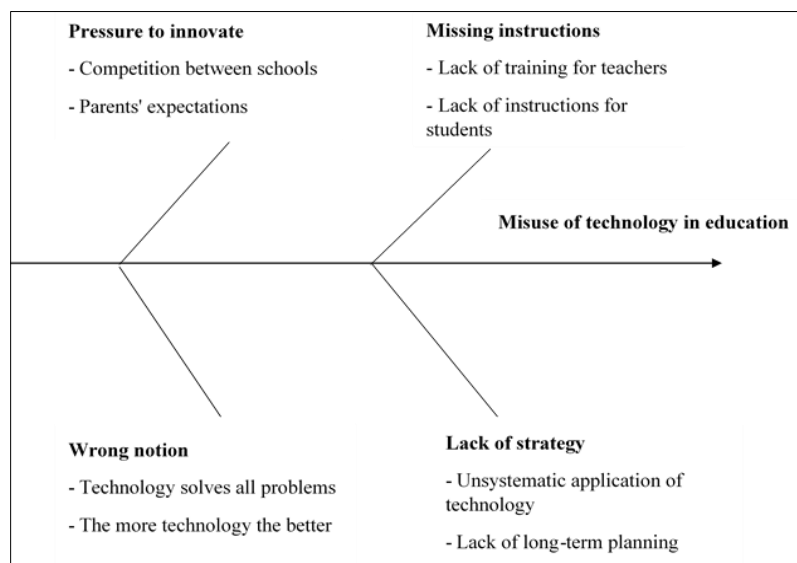 Pressure to innovate
- Competition between schools
- Parents' expectations
Missing instructions
- Lack of training for teachers
- Lack of instructions for
students
Misuse of technology in education
Wrong notion
- Technology solves all problems
- The more technology the better
Lack of strategy
- Unsystematic application of
technology
- Lack of long-term planning